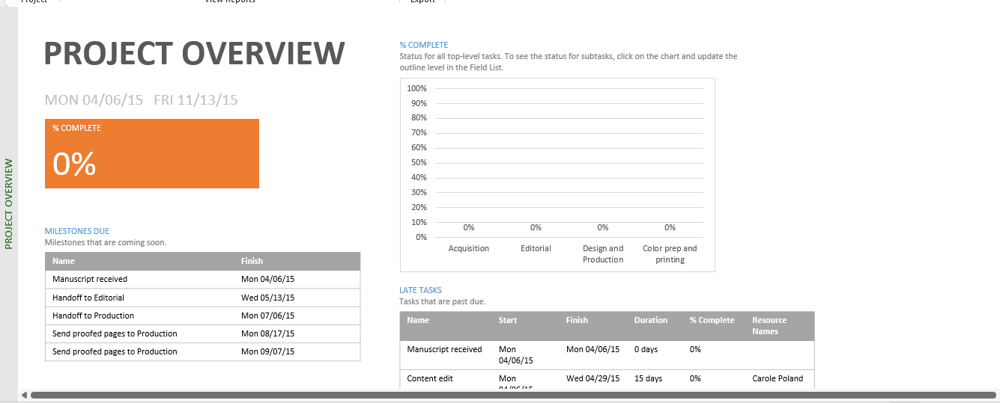 Project
View Reports
Export
PROJECT OVERVIEW
PROJECT OVERVIEW
MON 04/06/15 FRI 11/13/15
% COMPLETE
0%
MILESTONES DUE
Milestones that are coming soon.
Name Finish
Manuscript received Mon 04/06/15
Handoff to Editorial Wed 05/13/15
Handoff to Production Mon 07/06/15
Send proofed pages to Production Mon 08/17/15
Send proofed pages to Production Mon 09/07/15
% COMPLETE
Status for all top-level tasks. To see the status for subtasks, click on the chart and update the
outline level in the Field List.
100%
90%
80%
70%
60%
50%
40%
30%
20%
10%
0%
0% 0% 0% 0%
Acquisition Editorial Design and Color prep and
Production printing
LATE TASKS
Tasks that are past due.
Name Start Finish Duration % Complete Resource
Names
Manuscript received Mon Mon 04/06/15 0 days 0%
04/06/15
Content edit Mon Wed 04/29/15 15 days 0% Carole Poland
04/06/15